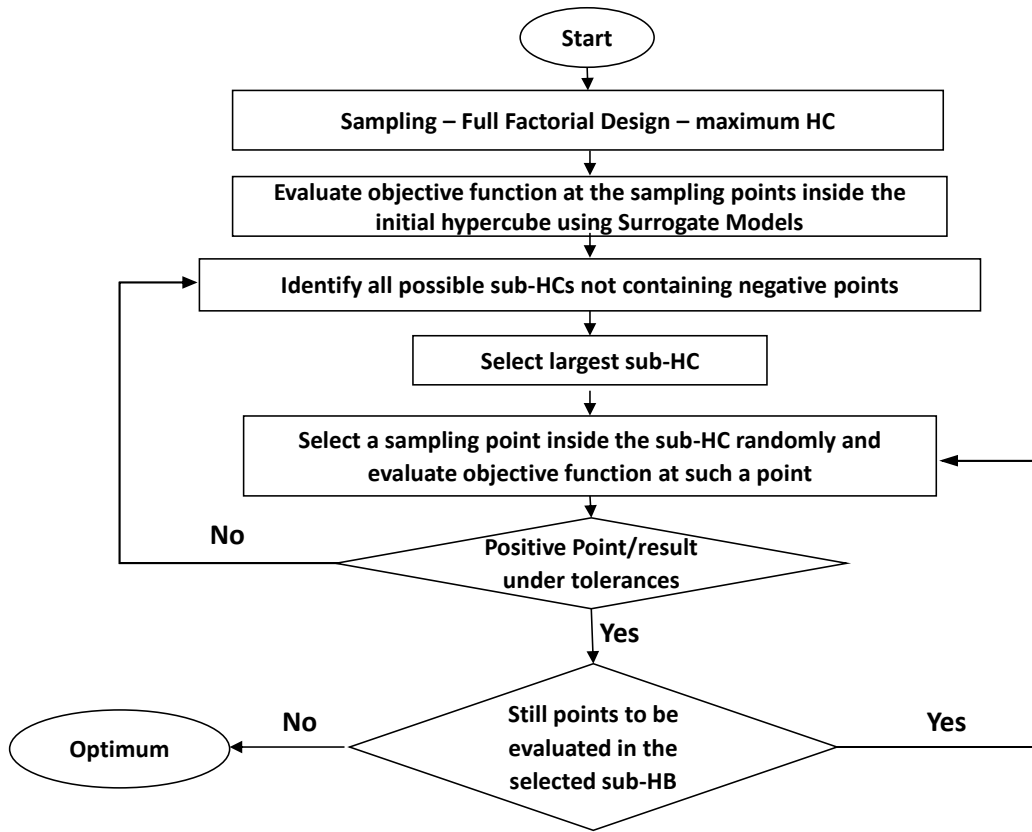 Start
Sampling – Full Factorial Design – maximum HC
Evaluate objective function at the sampling points inside the
initial hypercube using Surrogate Models
Identify all possible sub-HCs not containing negative points
Select largest sub-HC
Select a sampling point inside the sub-HC randomly and
evaluate objective function at such a point
No
Positive Point/result
under tolerances
Yes
No
Still points to be
evaluated in the
selected sub-HB
Yes
Optimum